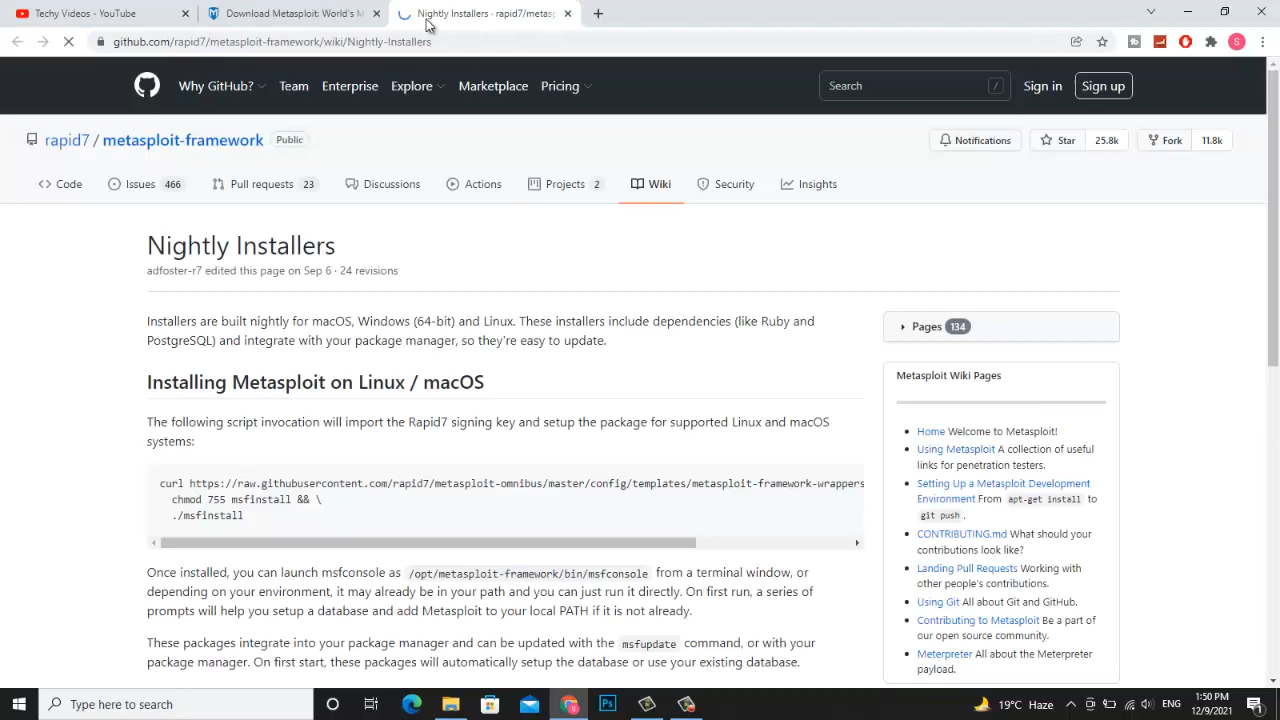 Techy Videos - YouTube
Download Metasploit: World's M
Nightly Installers · rapid7/metasp
github.com/rapid7/metasploit-framework/wiki/Nightly-Installers
S
Why GitHub?
Team
Enterprise
Explore
Marketplace
Pricing
Search
/
Sign in
Sign up
rapid7 / metasploit-framework
Public
Notifications
Star
25.8k
Fork
11.8k
Code
Issues 466
Pull requests 23
Discussions
Actions
Projects 2
Wiki
Security
Insights
Nightly Installers
adfoster-r7 edited this page on Sep 6 · 24 revisions
Installers are built nightly for macOS, Windows (64-bit) and Linux. These installers include dependencies (like Ruby and
PostgreSQL) and integrate with your package manager, so they're easy to update.
Installing Metasploit on Linux / macOS
The following script invocation will import the Rapid7 signing key and setup the package for supported Linux and macOS
systems:
curl https://raw.githubusercontent.com/rapid7/metasploit-omnibus/master/config/templates/metasploit-framework-wrappers
chmod 755 msfinstall && \
./msfinstall
Once installed, you can launch msfconsole as /opt/metasploit-framework/bin/msfconsole from a terminal window, or
depending on your environment, it may already be in your path and you can just run it directly. On first run, a series of
prompts will help you setup a database and add Metasploit to your local PATH if it is not already.
These packages integrate into your package manager and can be updated with the msfupdate command, or with your
package manager. On first start, these packages will automatically setup the database or use your existing database.
Pages 134
Metasploit Wiki Pages
Home Welcome to Metasploit!
Using Metasploit A collection of useful
links for penetration testers.
Setting Up a Metasploit Development
Environment From apt-get install to
git push.
CONTRIBUTING.md What should your
contributions look like?
Landing Pull Requests Working with
other people's contributions.
Using Git All about Git and GitHub.
Contributing to Metasploit Be a part of
our open source community.
Meterpreter All about the Meterpreter
payload.
Type here to search
Ps
19°C Haze
ENG
1:50 PM
12/9/2021
1